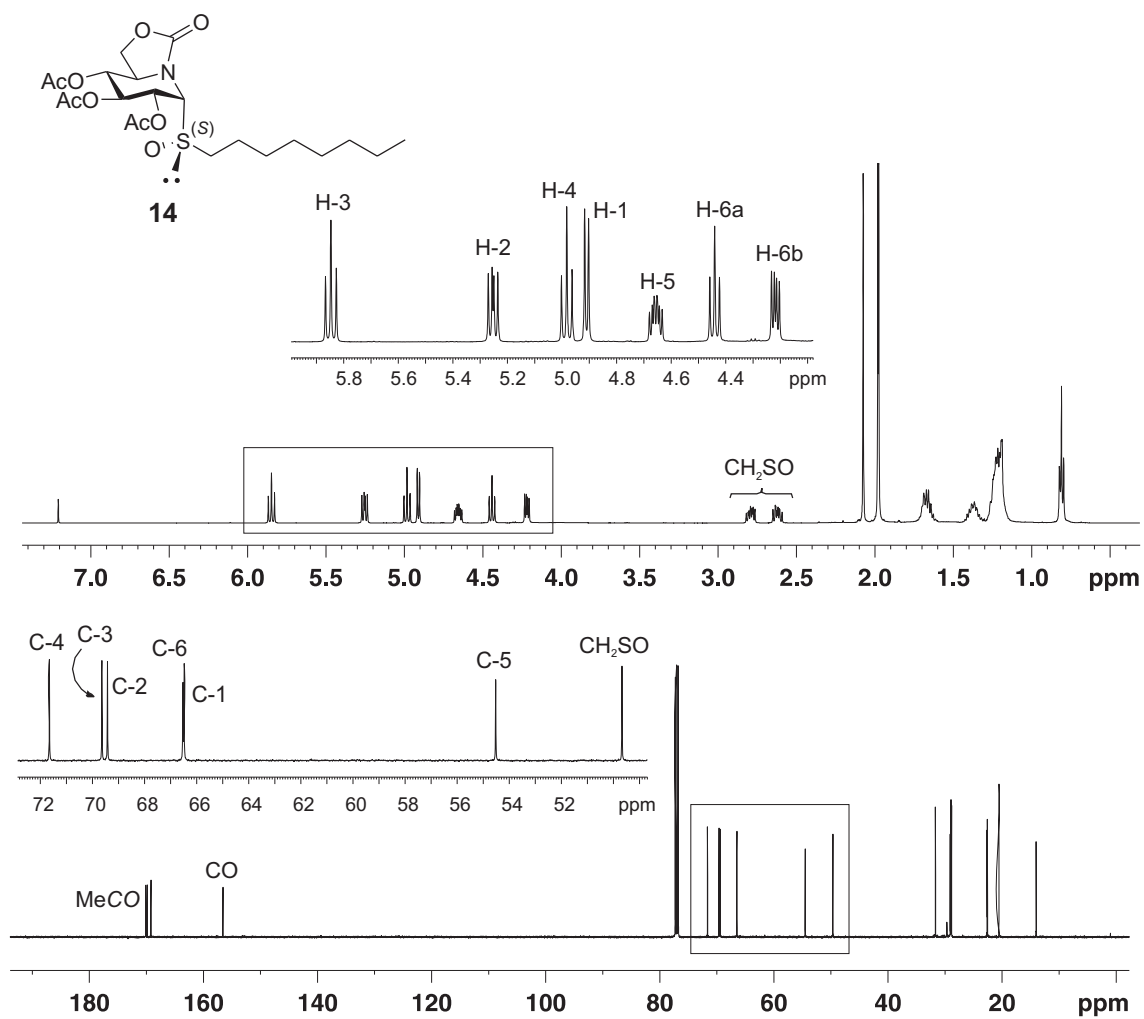 O O
N
AcO
AcO
AcO
S (S)
O
14
H-3 H-2 H-4 H-1 H-5 H-6a H-6b
5.8 5.6 5.4 5.2 5.0 4.8 4.6 4.4 ppm
CH₂SO
7.0 6.5 6.0 5.5 5.0 4.5 4.0 3.5 3.0 2.5 2.0 1.5 1.0 ppm
C-4 C-3 C-2 C-6 C-1 C-5 CH₂SO
72 70 68 66 64 62 60 58 56 54 52 ppm
MeCO CO
180 160 140 120 100 80 60 40 20 ppm